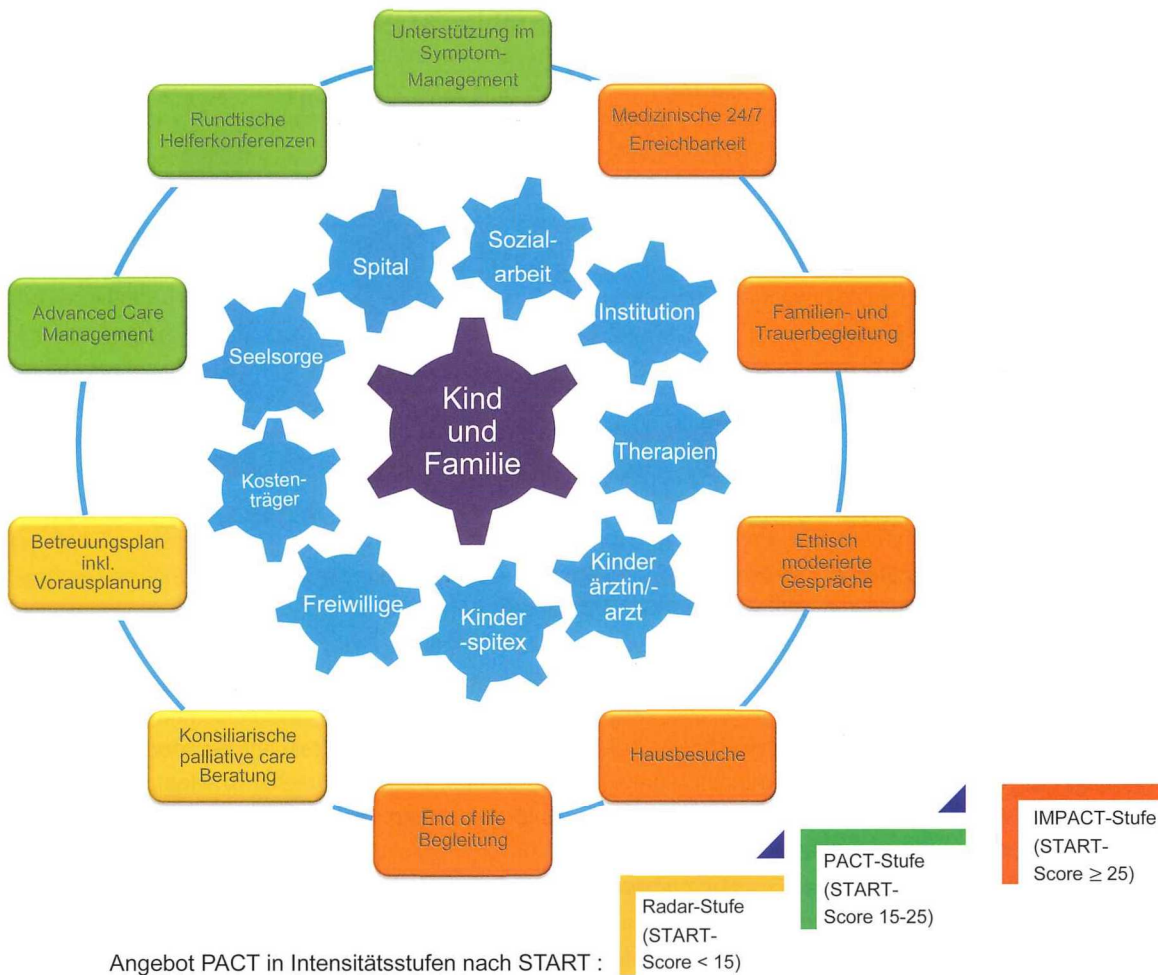 Unterstützung im
Symptom-
Management
Medizinische 24/7
Erreichbarkeit
Familien- und
Trauerbegleitung
Ethisch
moderierte
Gespräche
Hausbesuche
End of life
Begleitung
Konsiliarische
palliative care
Beratung
Betreuungsplan
inkl.
Vorausplanung
Advanced Care
Management
Rundtische
Helferkonferenzen
Spital
Sozial-
arbeit
Institution
Therapien
Kinder
ärztin/-
arzt
Kinder
-spitex
Freiwillige
Kosten-
träger
Seelsorge
Kind
und
Familie
Angebot PACT in Intensitätsstufen nach START :
Radar-Stufe
(START-
Score < 15)
PACT-Stufe
(START-
Score 15-25)
IMPACT-Stufe
(START-
Score ≥ 25)